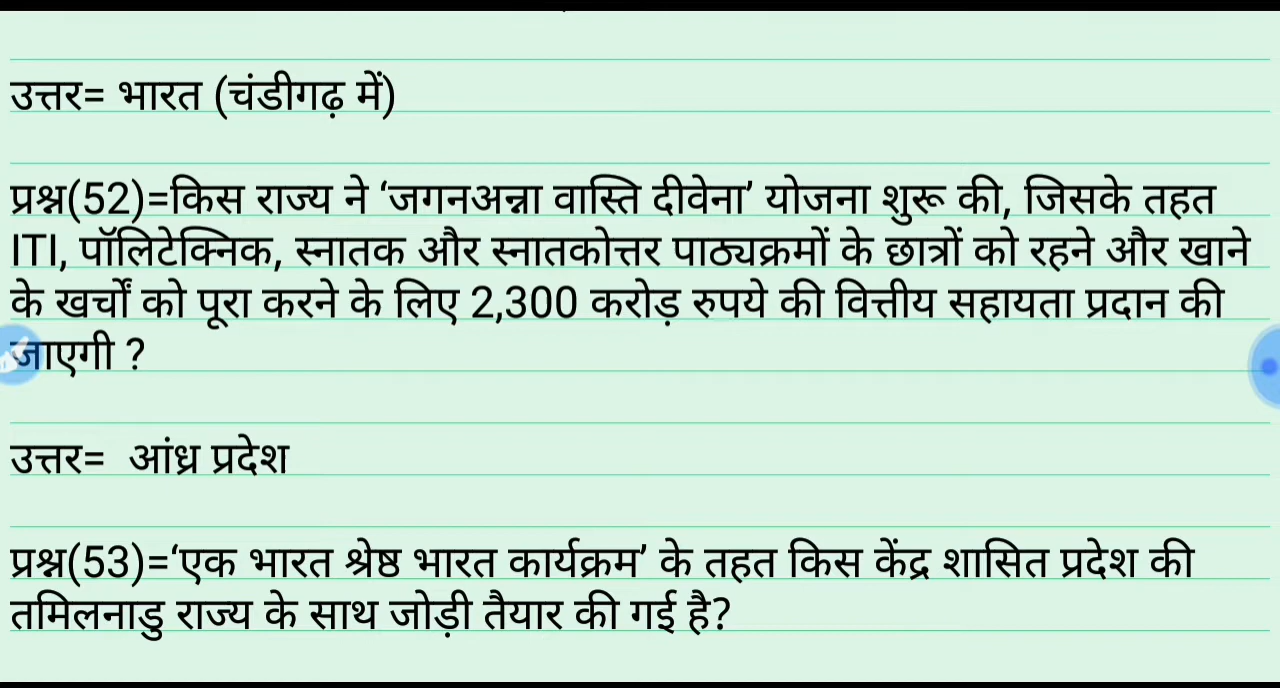 उत्तर= भारत (चंडीगढ़ में)
प्रश्न(52)=किस राज्य ने ‘जगनअन्ना वास्ति दीवेना’ योजना शुरू की, जिसके तहत
ITI, पॉलिटेक्निक, स्नातक और स्नातकोत्तर पाठ्यक्रमों के छात्रों को रहने और खाने
के खर्चों को पूरा करने के लिए 2,300 करोड़ रुपये की वित्तीय सहायता प्रदान की
जाएगी ?
उत्तर= आंध्र प्रदेश
प्रश्न(53)=‘एक भारत श्रेष्ठ भारत कार्यक्रम’ के तहत किस केंद्र शासित प्रदेश की
तमिलनाडु राज्य के साथ जोड़ी तैयार की गई है?